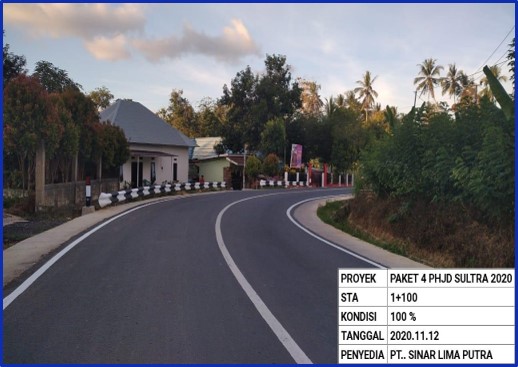 PROYEK PAKET 4 PHJD SULTRA 2020
STA 1+100
KONDISI 100 %
TANGGAL 2020.11.12
PENYEDIA PT.. SINAR LIMA PUTRA